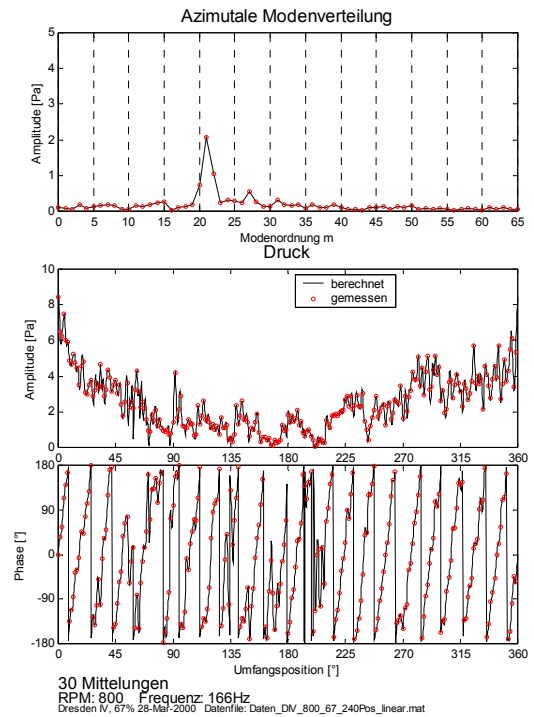 Azimutale Modenverteilung
5
4
3
2
1
0
Amplitude [Pa]
0 5 10 15 20 25 30 35 40 45 50 55 60 65
Modenordnung m
Druck
10
8
6
4
2
0
Amplitude [Pa]
berechnet
gemessen
0 45 90 135 180 225 270 315 360
180
90
0
-90
-180
Phase [°]
0 45 90 135 180 225 270 315 360
Umfangsposition [°]
30 Mittelungen
RPM: 800 Frequenz: 166Hz
Dresden IV, 67% 28-Mar-2000 Datenfile: Daten_DIV_800_67_240Pos_linear.mat